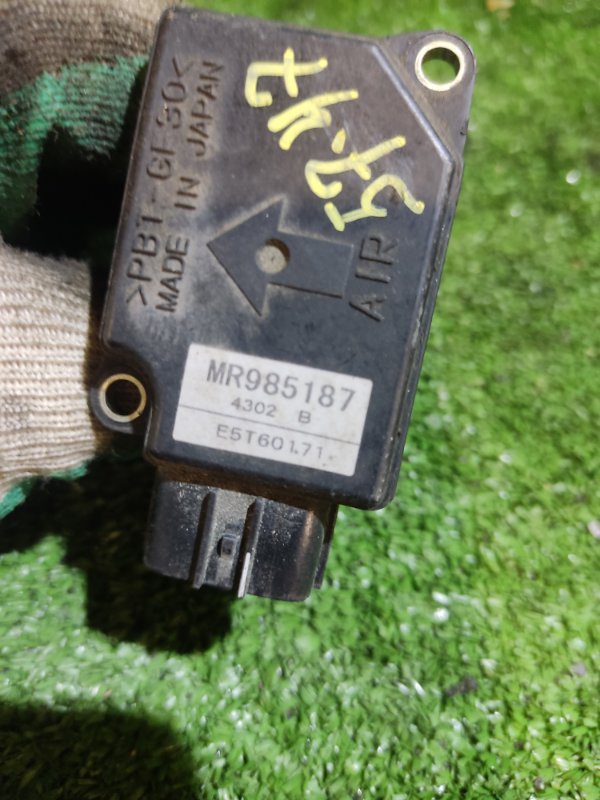 >PBT-GF30<
MADE IN JAPAN
AIR
MR985187
4302 B
E5T60171